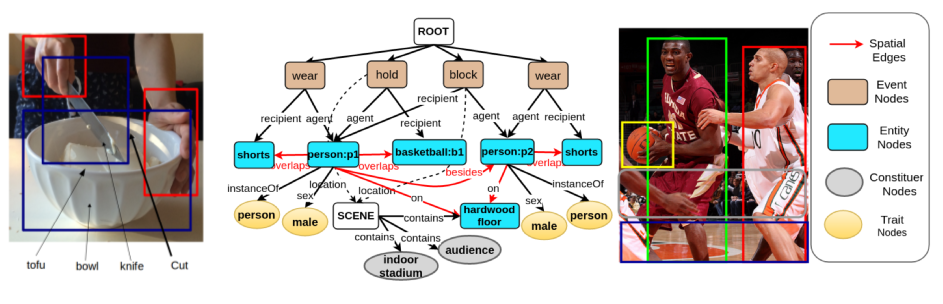 tofu
bowl
knife
Cut
ROOT
wear
hold
block
wear
recipient
agent
agent
recipient
recipient
agent
agent
recipient
shorts
person:p1
basketball:b1
person:p2
shorts
overlaps
overlaps
besides
overlaps
instanceOf
sex
location
location
on
on
sex
instanceOf
person
male
SCENE
contains
hardwood
floor
male
person
contains
contains
indoor
stadium
audience
STATE
Spatial
Edges
Event
Nodes
Entity
Nodes
Constituer
Nodes
Trait
Nodes